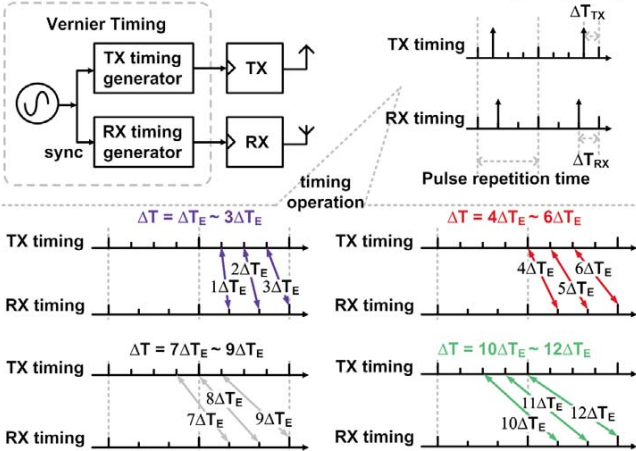 Vernier Timing
TX timing
generator
TX
RX timing
generator
RX
sync
ΔT_TX
TX timing
RX timing
ΔT_RX
Pulse repetition time
timing
operation
ΔT = ΔT_E ~ 3ΔT_E
TX timing
2ΔT_E
1ΔT_E
3ΔT_E
RX timing
ΔT = 4ΔT_E ~ 6ΔT_E
TX timing
4ΔT_E
6ΔT_E
5ΔT_E
RX timing
ΔT = 7ΔT_E ~ 9ΔT_E
TX timing
8ΔT_E
7ΔT_E
9ΔT_E
RX timing
ΔT = 10ΔT_E ~ 12ΔT_E
TX timing
11ΔT_E
12ΔT_E
10ΔT_E
RX timing